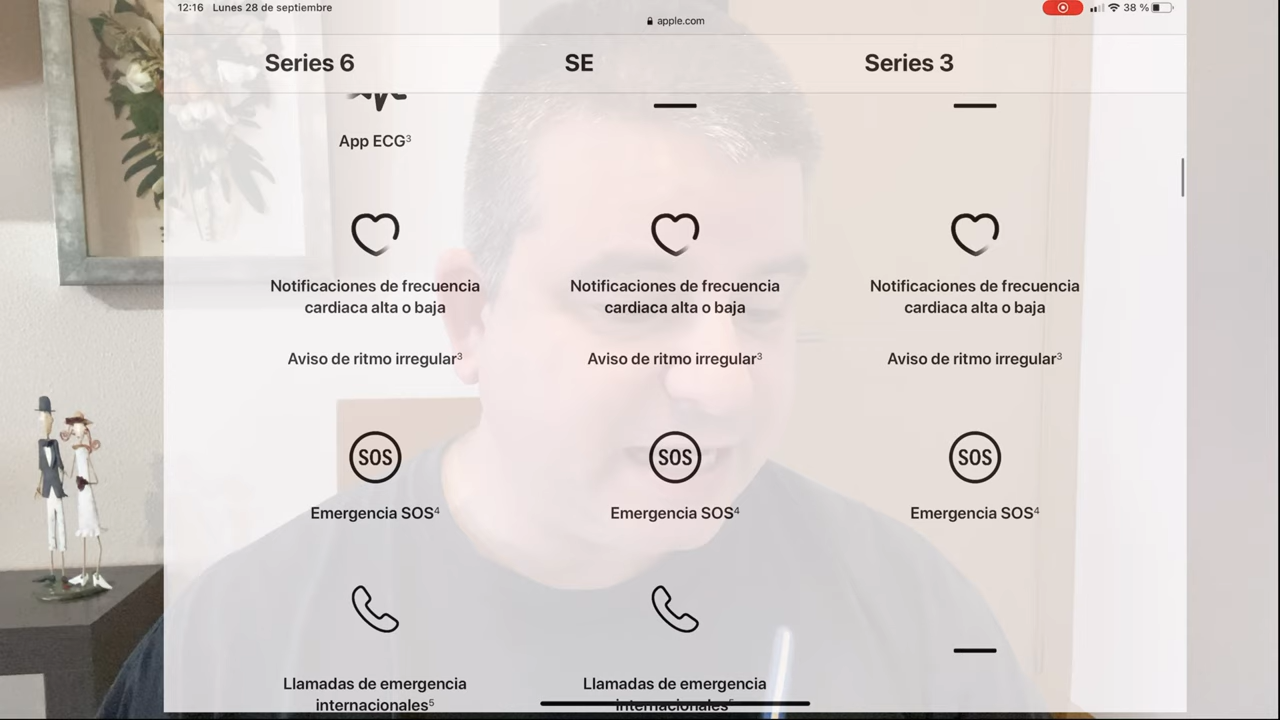 12:16 Lunes 28 de septiembre
apple.com
38 %
Series 6 SE Series 3
App ECG3
Notificaciones de frecuencia cardiaca alta o baja
Notificaciones de frecuencia cardiaca alta o baja
Notificaciones de frecuencia cardiaca alta o baja
Aviso de ritmo irregular3 Aviso de ritmo irregular3 Aviso de ritmo irregular3
SOS SOS SOS
Emergencia SOS4 Emergencia SOS4 Emergencia SOS4
Llamadas de emergencia internacionales5
Llamadas de emergencia internacionales5